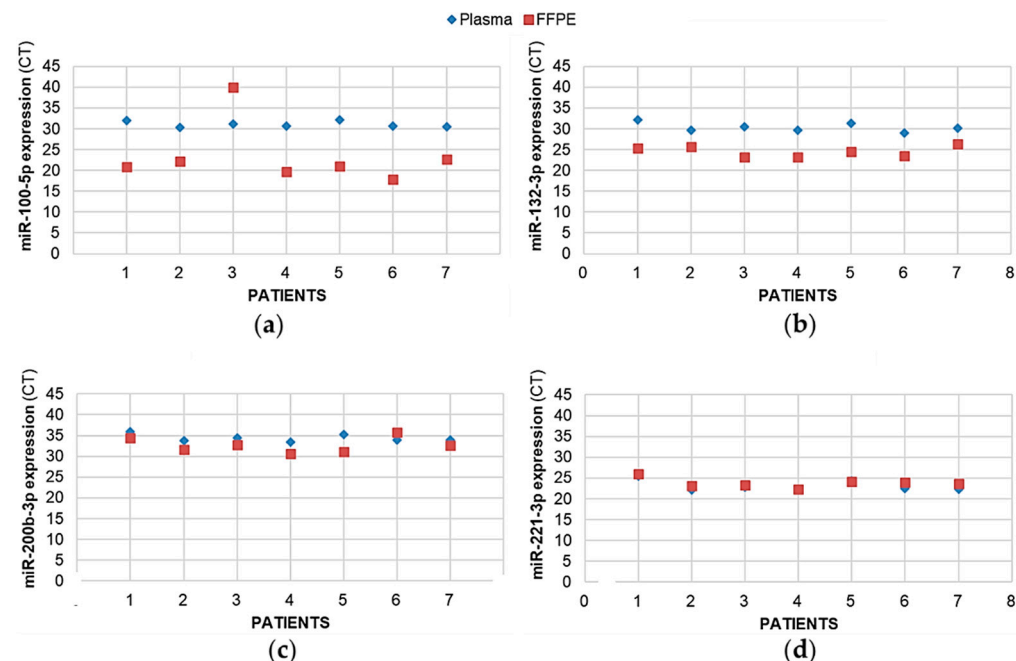 Plasma FFPE
miR-100-5p expression (CT)
45
40
35
30
25
20
15
10
5
0
1 2 3 4 5 6 7
PATIENTS
(a)
miR-132-3p expression (CT)
45
40
35
30
25
20
15
10
5
0
0 1 2 3 4 5 6 7 8
PATIENTS
(b)
miR-200b-3p expression (CT)
45
40
35
30
25
20
15
10
5
0
1 2 3 4 5 6 7
PATIENTS
(c)
miR-221-3p expression (CT)
45
40
35
30
25
20
15
10
5
0
0 1 2 3 4 5 6 7 8
PATIENTS
(d)